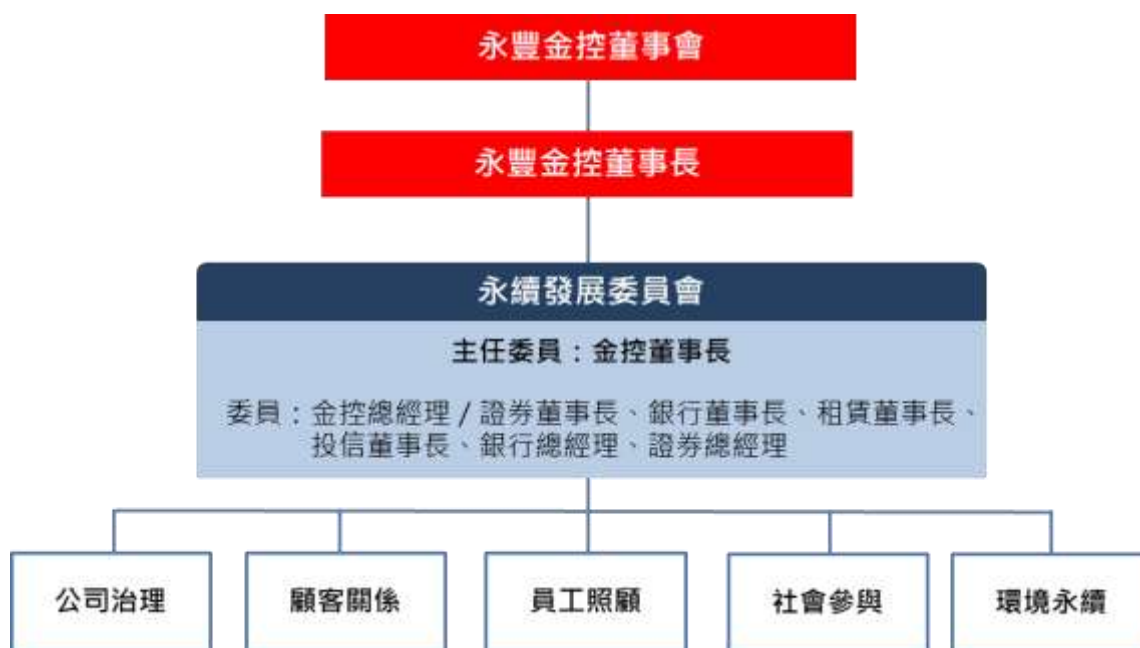 永豐金控董事會
永豐金控董事長
永續發展委員會
主任委員：金控董事長
委員：金控總經理/證券董事長、銀行董事長、租賃董事長、
投信董事長、銀行總經理、證券總經理
公司治理
顧客關係
員工照顧
社會參與
環境永續